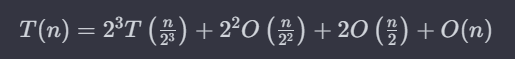 T(n) = 2³T (n/2³) + 2²O (n/2²) + 2O (n/2) + O(n)